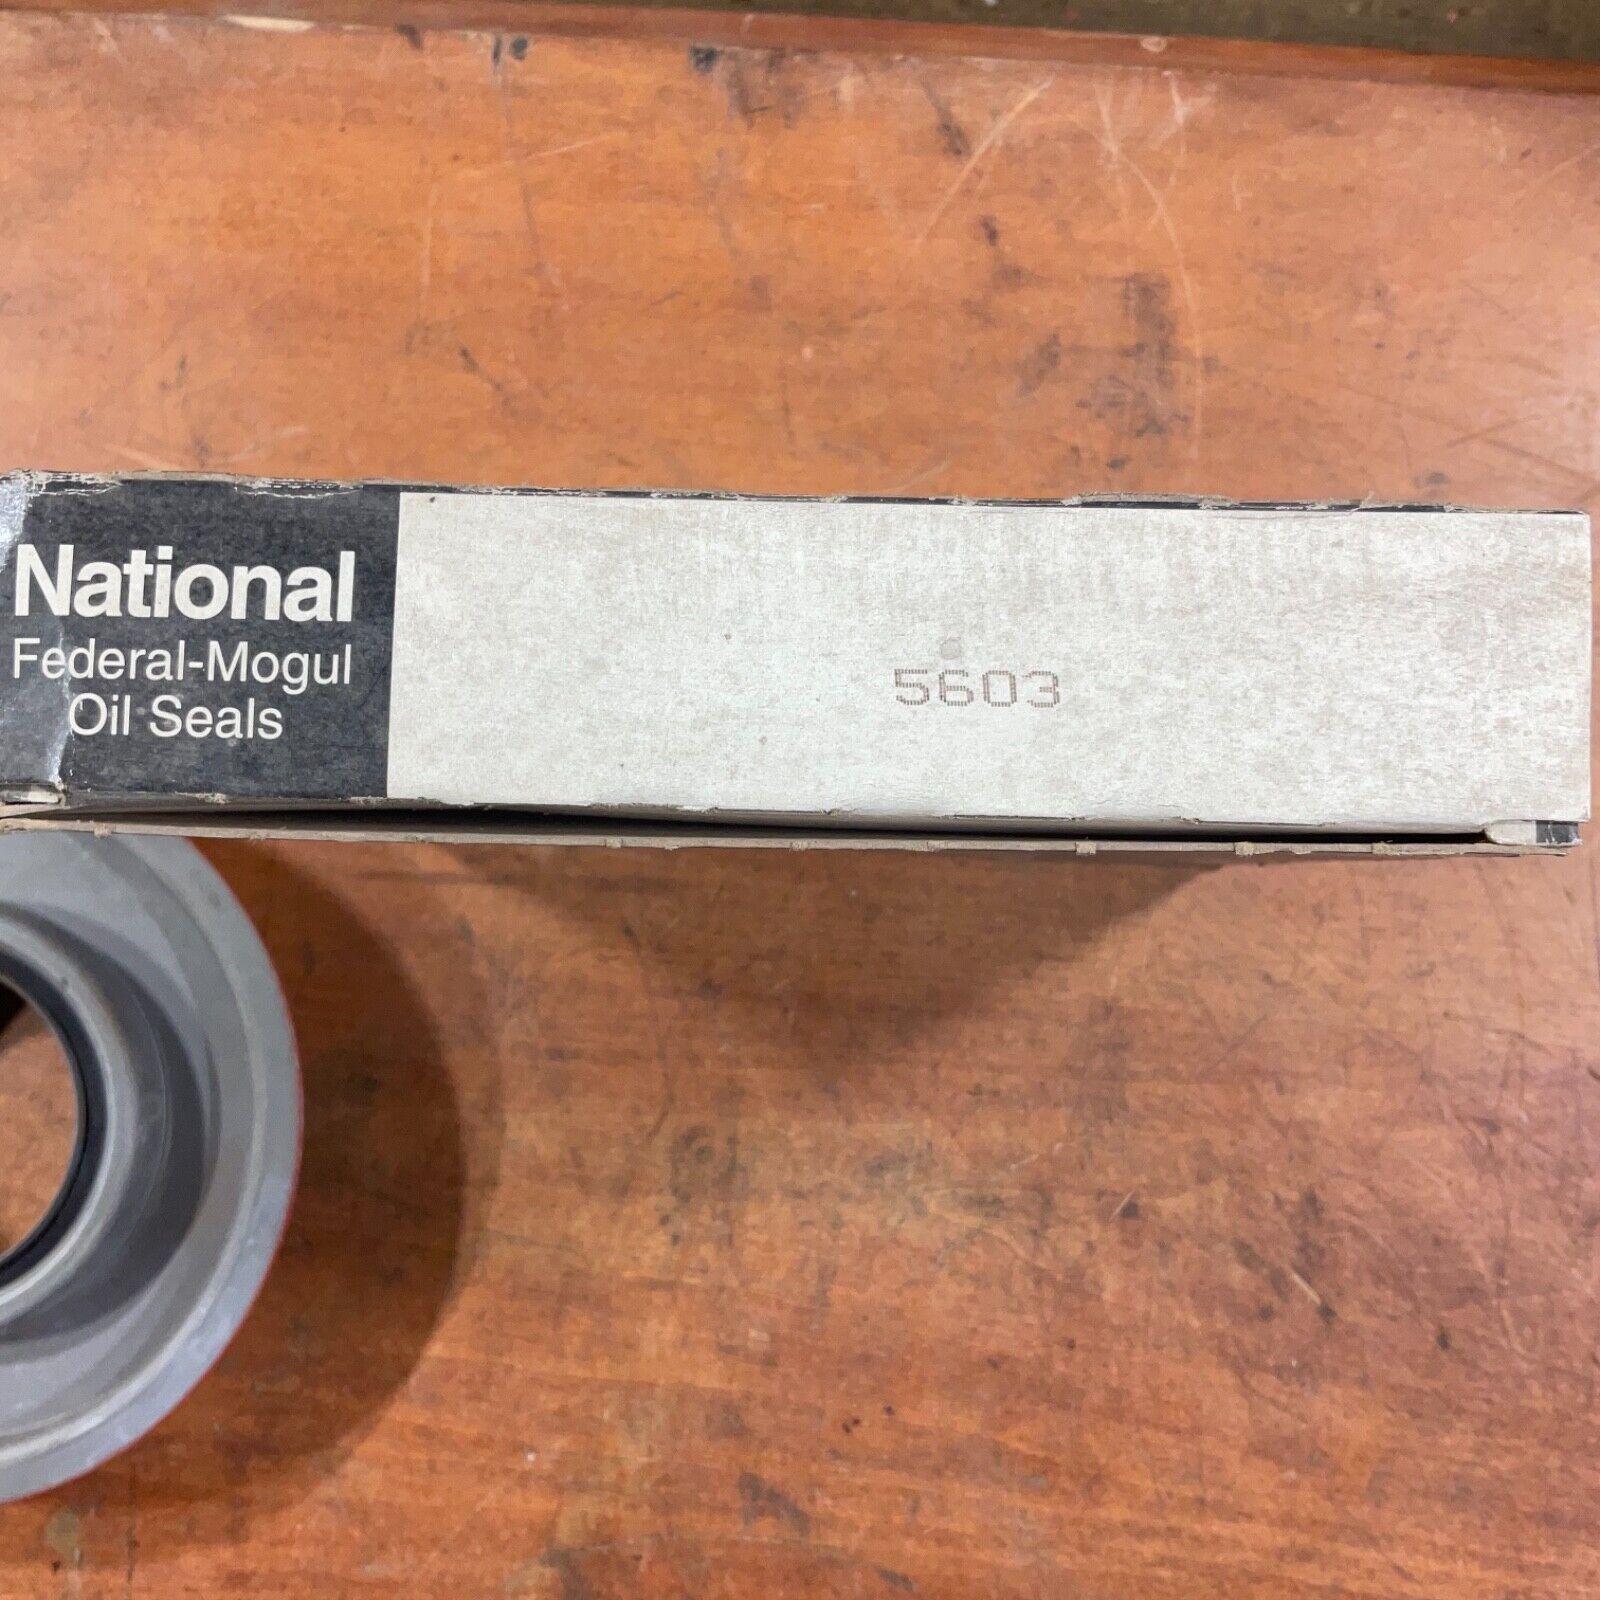 National
Federal-Mogul
Oil Seals
5603